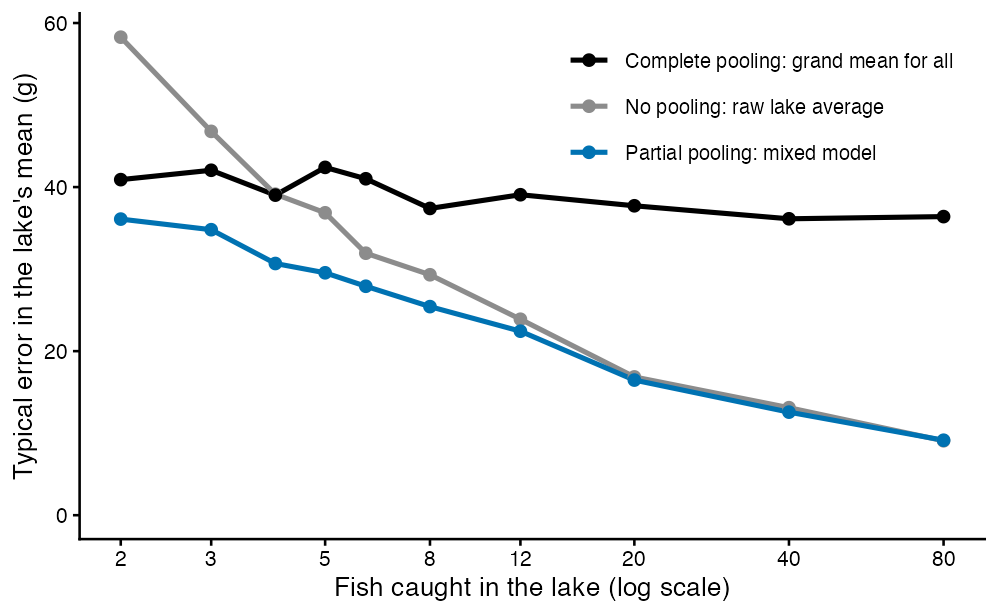 60
40
20
0
Typical error in the lake's mean (g)
Complete pooling: grand mean for all
No pooling: raw lake average
Partial pooling: mixed model
2 3 5 8 12 20 40 80
Fish caught in the lake (log scale)